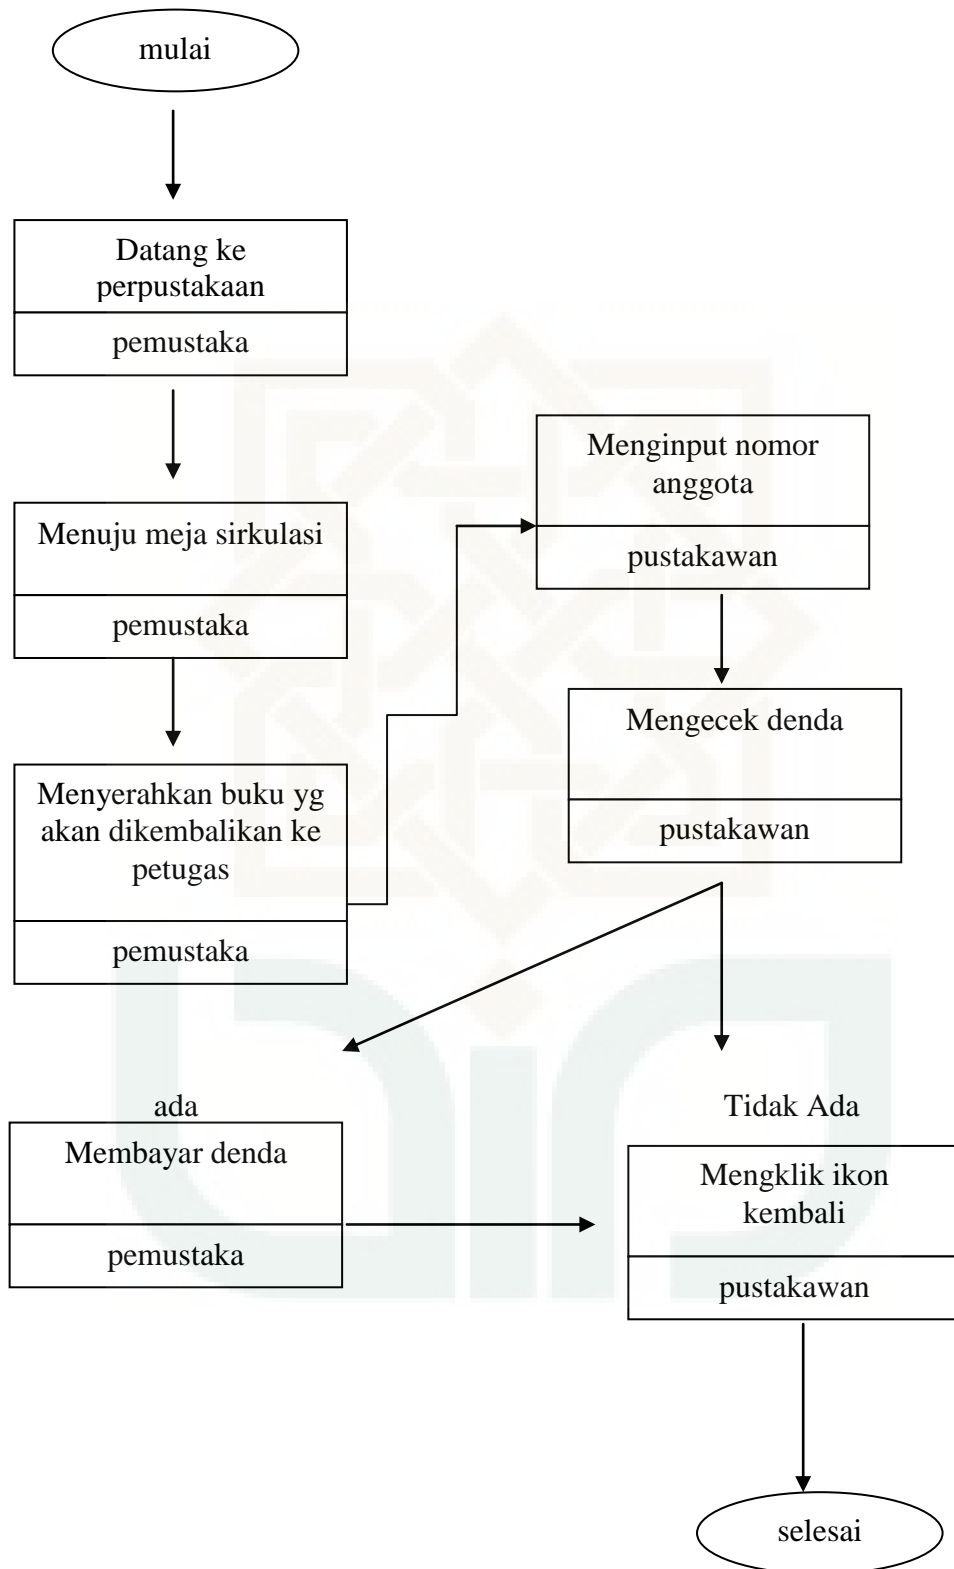 mulai
Datang ke
perpustakaan
pemustaka
Menuju meja sirkulasi
pemustaka
Menyerahkan buku yg
akan dikembalikan ke
petugas
pemustaka
Menginput nomor
anggota
pustakawan
Mengecek denda
pustakawan
ada
Membayar denda
pemustaka
Tidak Ada
Mengklik ikon
kembali
pustakawan
selesai